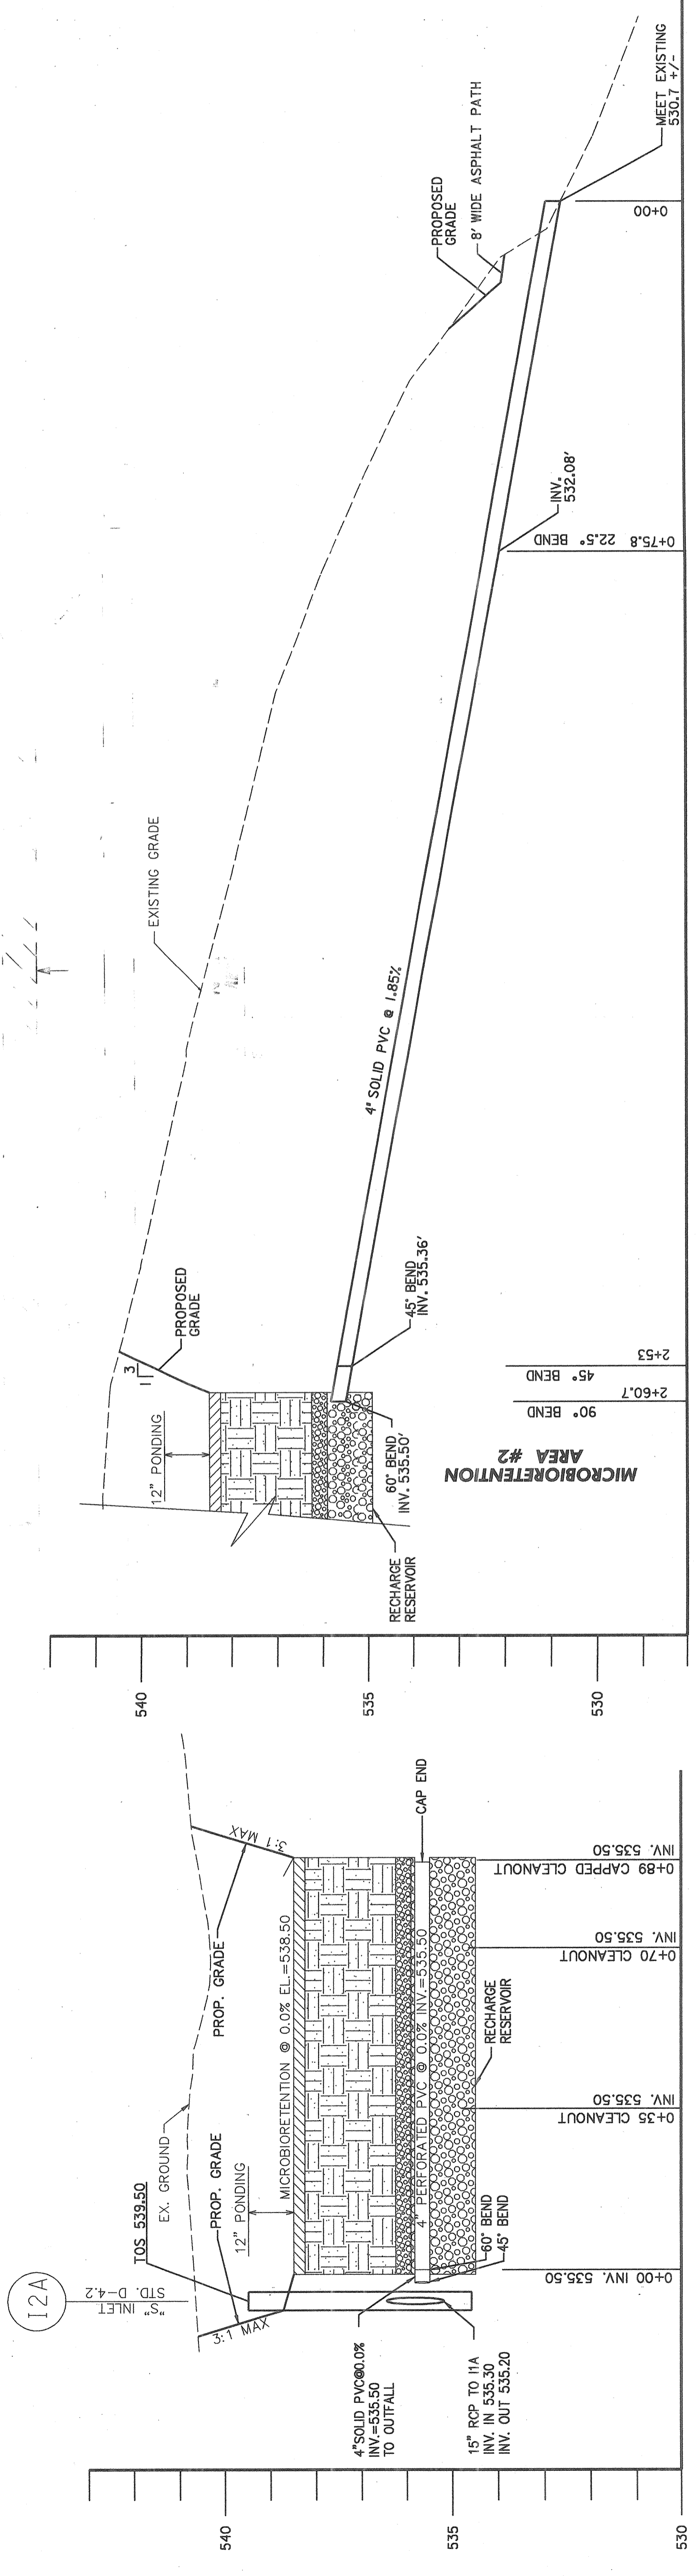 I2A
"S" INLET
STD. D-4.2
TOS 539.50
EX. GROUND
PROP. GRADE
PROP. GRADE
3:1 MAX
3:1 MAX
12" PONDING
MICROBIORETENTION @ 0.0% EL.=538.50
4" PERFORATED PVC @ 0.0% INV.=535.50
CAP END
60° BEND
45° BEND
RECHARGE
RESERVOIR
4"SOLID PVC@0.0%
INV.=535.50
TO OUTFALL
15" RCP TO I1A
INV. IN 535.30
INV. OUT 535.20
0+00 INV. 535.50
0+35 CLEANOUT
INV. 535.50
0+70 CLEANOUT
INV. 535.50
0+89 CAPPED CLEANOUT
INV. 535.50
540
535
530
540
535
530
12" PONDING
3
1
PROPOSED
GRADE
EXISTING GRADE
4" SOLID PVC @ 1.85%
45° BEND
INV. 535.36'
60° BEND
INV. 535.50'
RECHARGE
RESERVOIR
MICROBIORETENTION
AREA #2
90° BEND
2+60.7
45° BEND
2+53
INV.
532.08'
22.5° BEND
0+75.8
PROPOSED
GRADE
8' WIDE ASPHALT PATH
MEET EXISTING
530.7 +/-
0+00